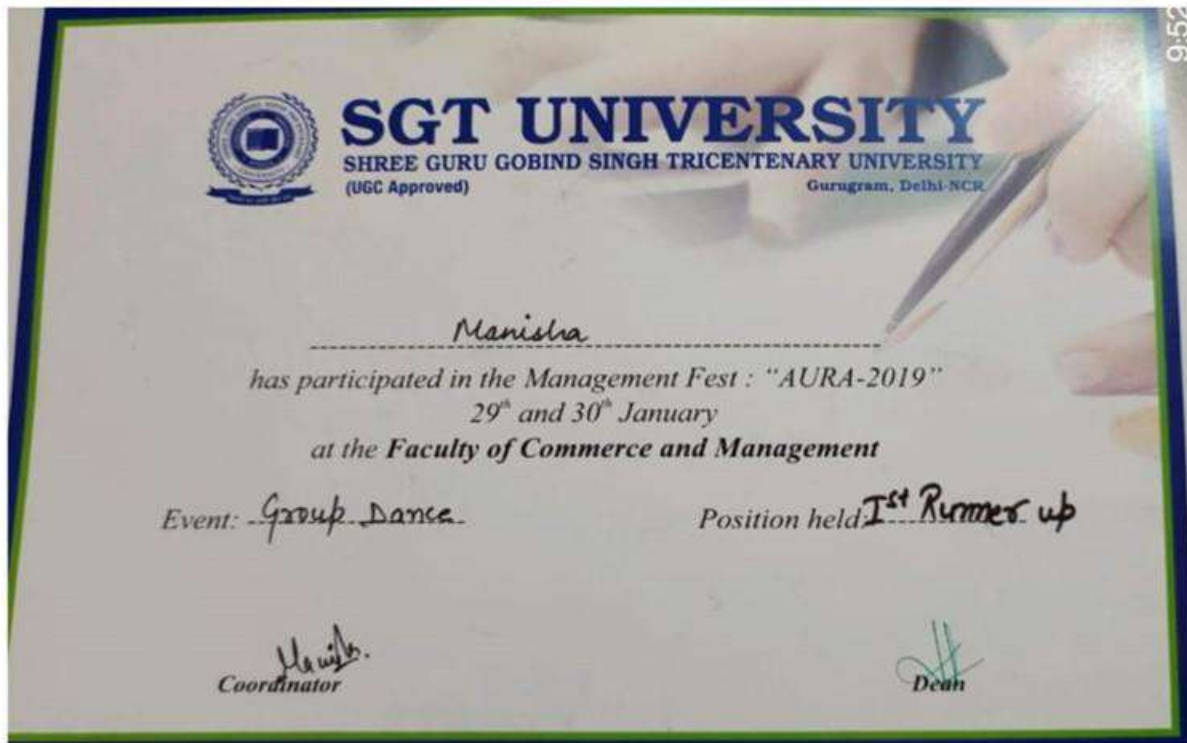 SGT UNIVERSITY
SHREE GURU GOBIND SINGH TRICENTENARY UNIVERSITY
(UGC Approved) Gurugram, Delhi-NCR
Manisha
has participated in the Management Fest : "AURA-2019"
29th and 30th January
at the Faculty of Commerce and Management
Event: Group Dance Position held: Ist Runner up
Coordinator Dean
9:52